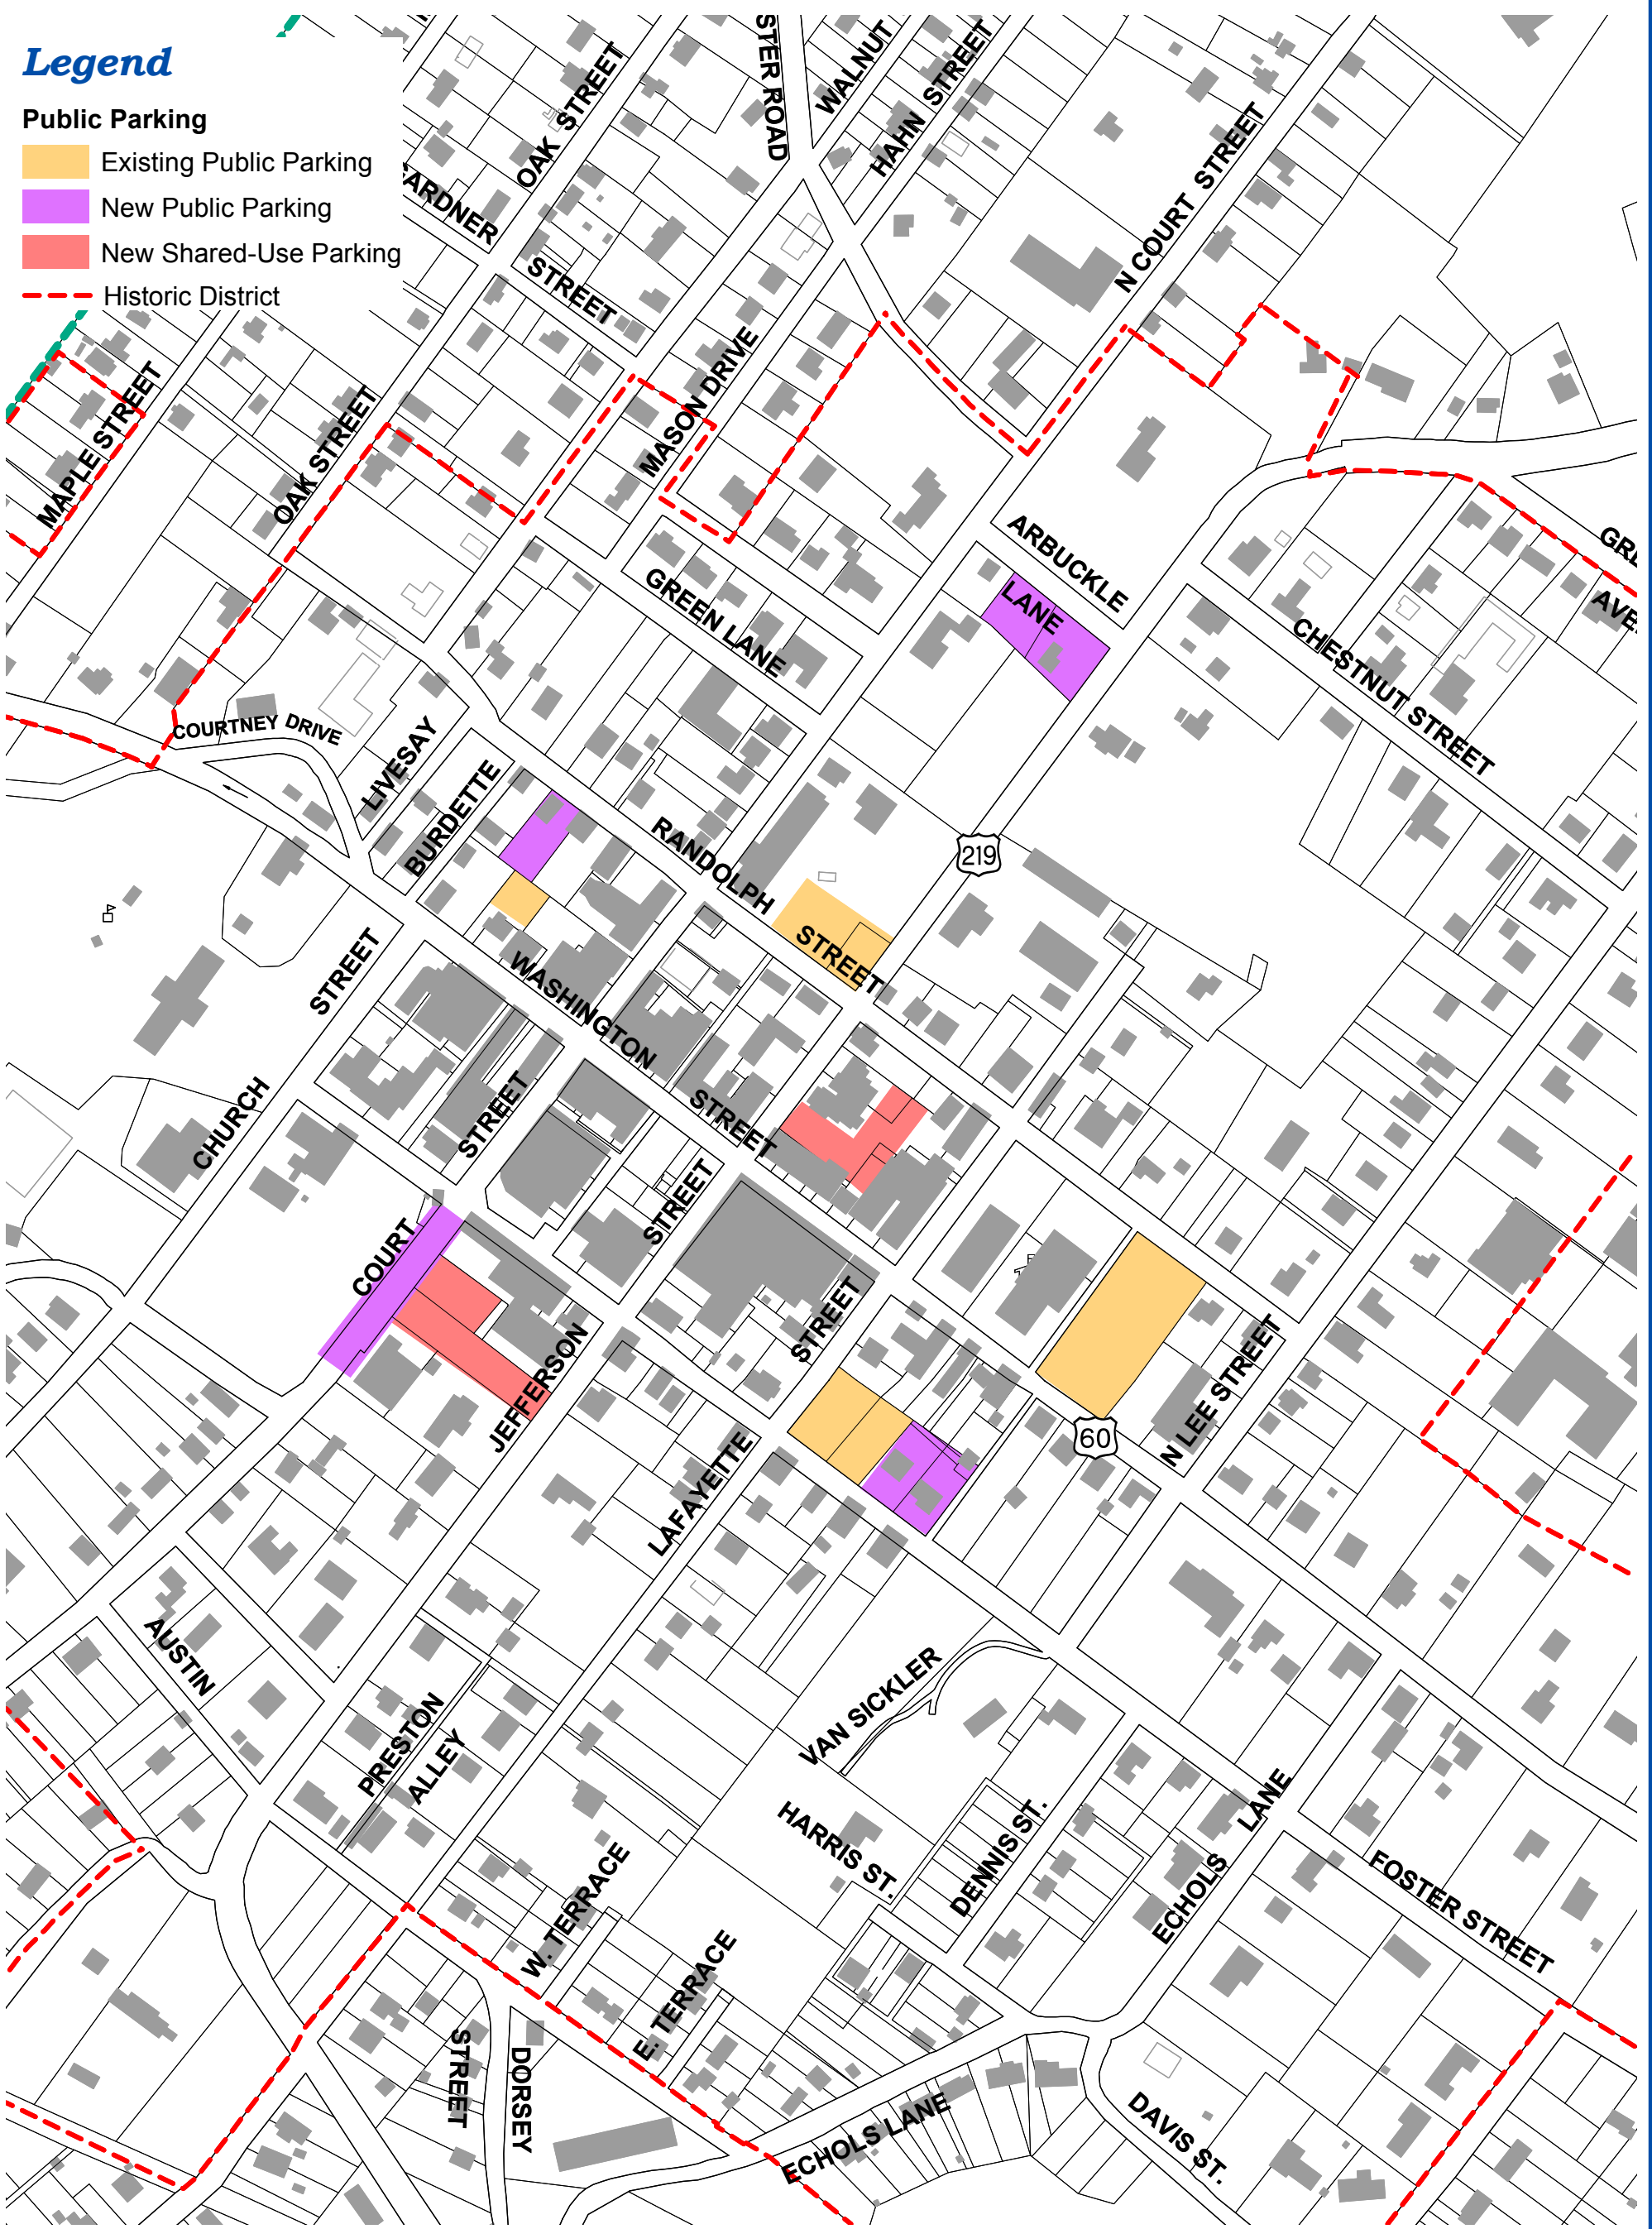 Legend
Public Parking
Existing Public Parking
New Public Parking
New Shared-Use Parking
Historic District
OAK STREET
STER ROAD
WALNUT
HAHN STREET
N COURT STREET
GARDNER
STREET
MASON DRIVE
MAPLE STREET
OAK STREET
ARBUCKLE
LANE
GREEN LANE
CHESTNUT STREET
GRE
AVE
COURTNEY DRIVE
LIVESAY
BURDETTE
RANDOLPH
STREET
219
WASHINGTON
STREET
STREET
CHURCH
STREET
STREET
COURT
STREET
JEFFERSON
LAFAYETTE
60
N LEE STREET
AUSTIN
PRESTON
ALLEY
VAN SICKLER
HARRIS ST.
DENNIS ST.
ECHOLS
LANE
FOSTER STREET
W. TERRACE
E. TERRACE
STREET
DORSEY
ECHOLS LANE
DAVIS ST.